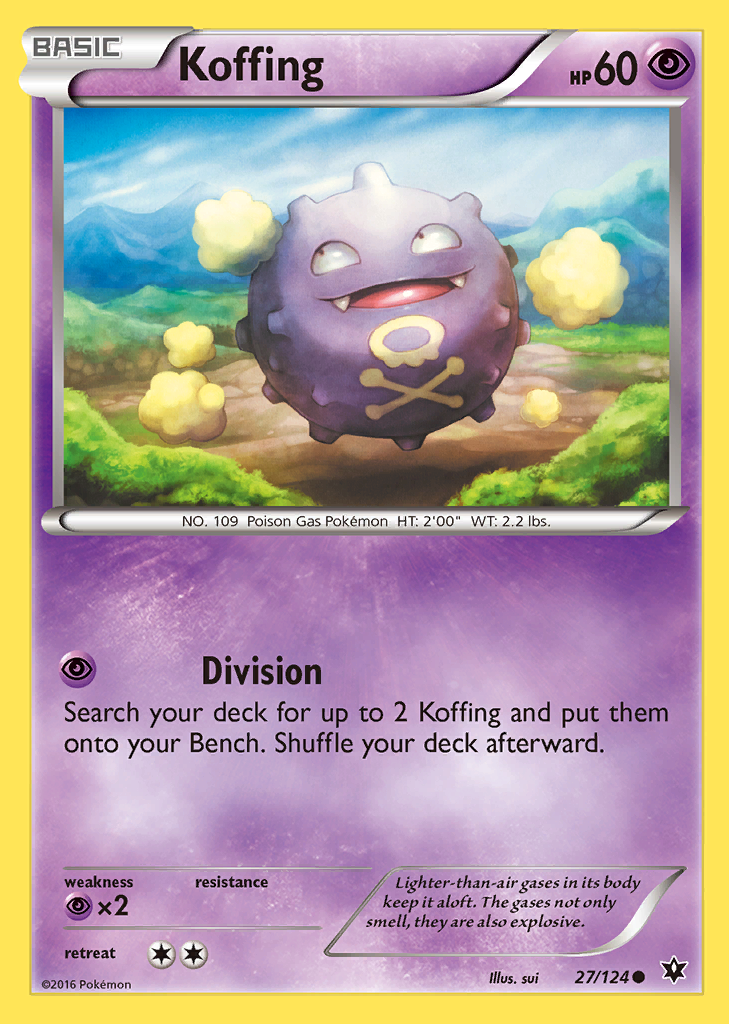 BASIC
Koffing
HP60
NO. 109 Poison Gas Pokémon HT: 2'00" WT: 2.2 lbs.
Division
Search your deck for up to 2 Koffing and put them
onto your Bench. Shuffle your deck afterward.
weakness
resistance
×2
retreat
Lighter-than-air gases in its body
keep it aloft. The gases not only
smell, they are also explosive.
©2016 Pokémon
Illus. sui
27/124